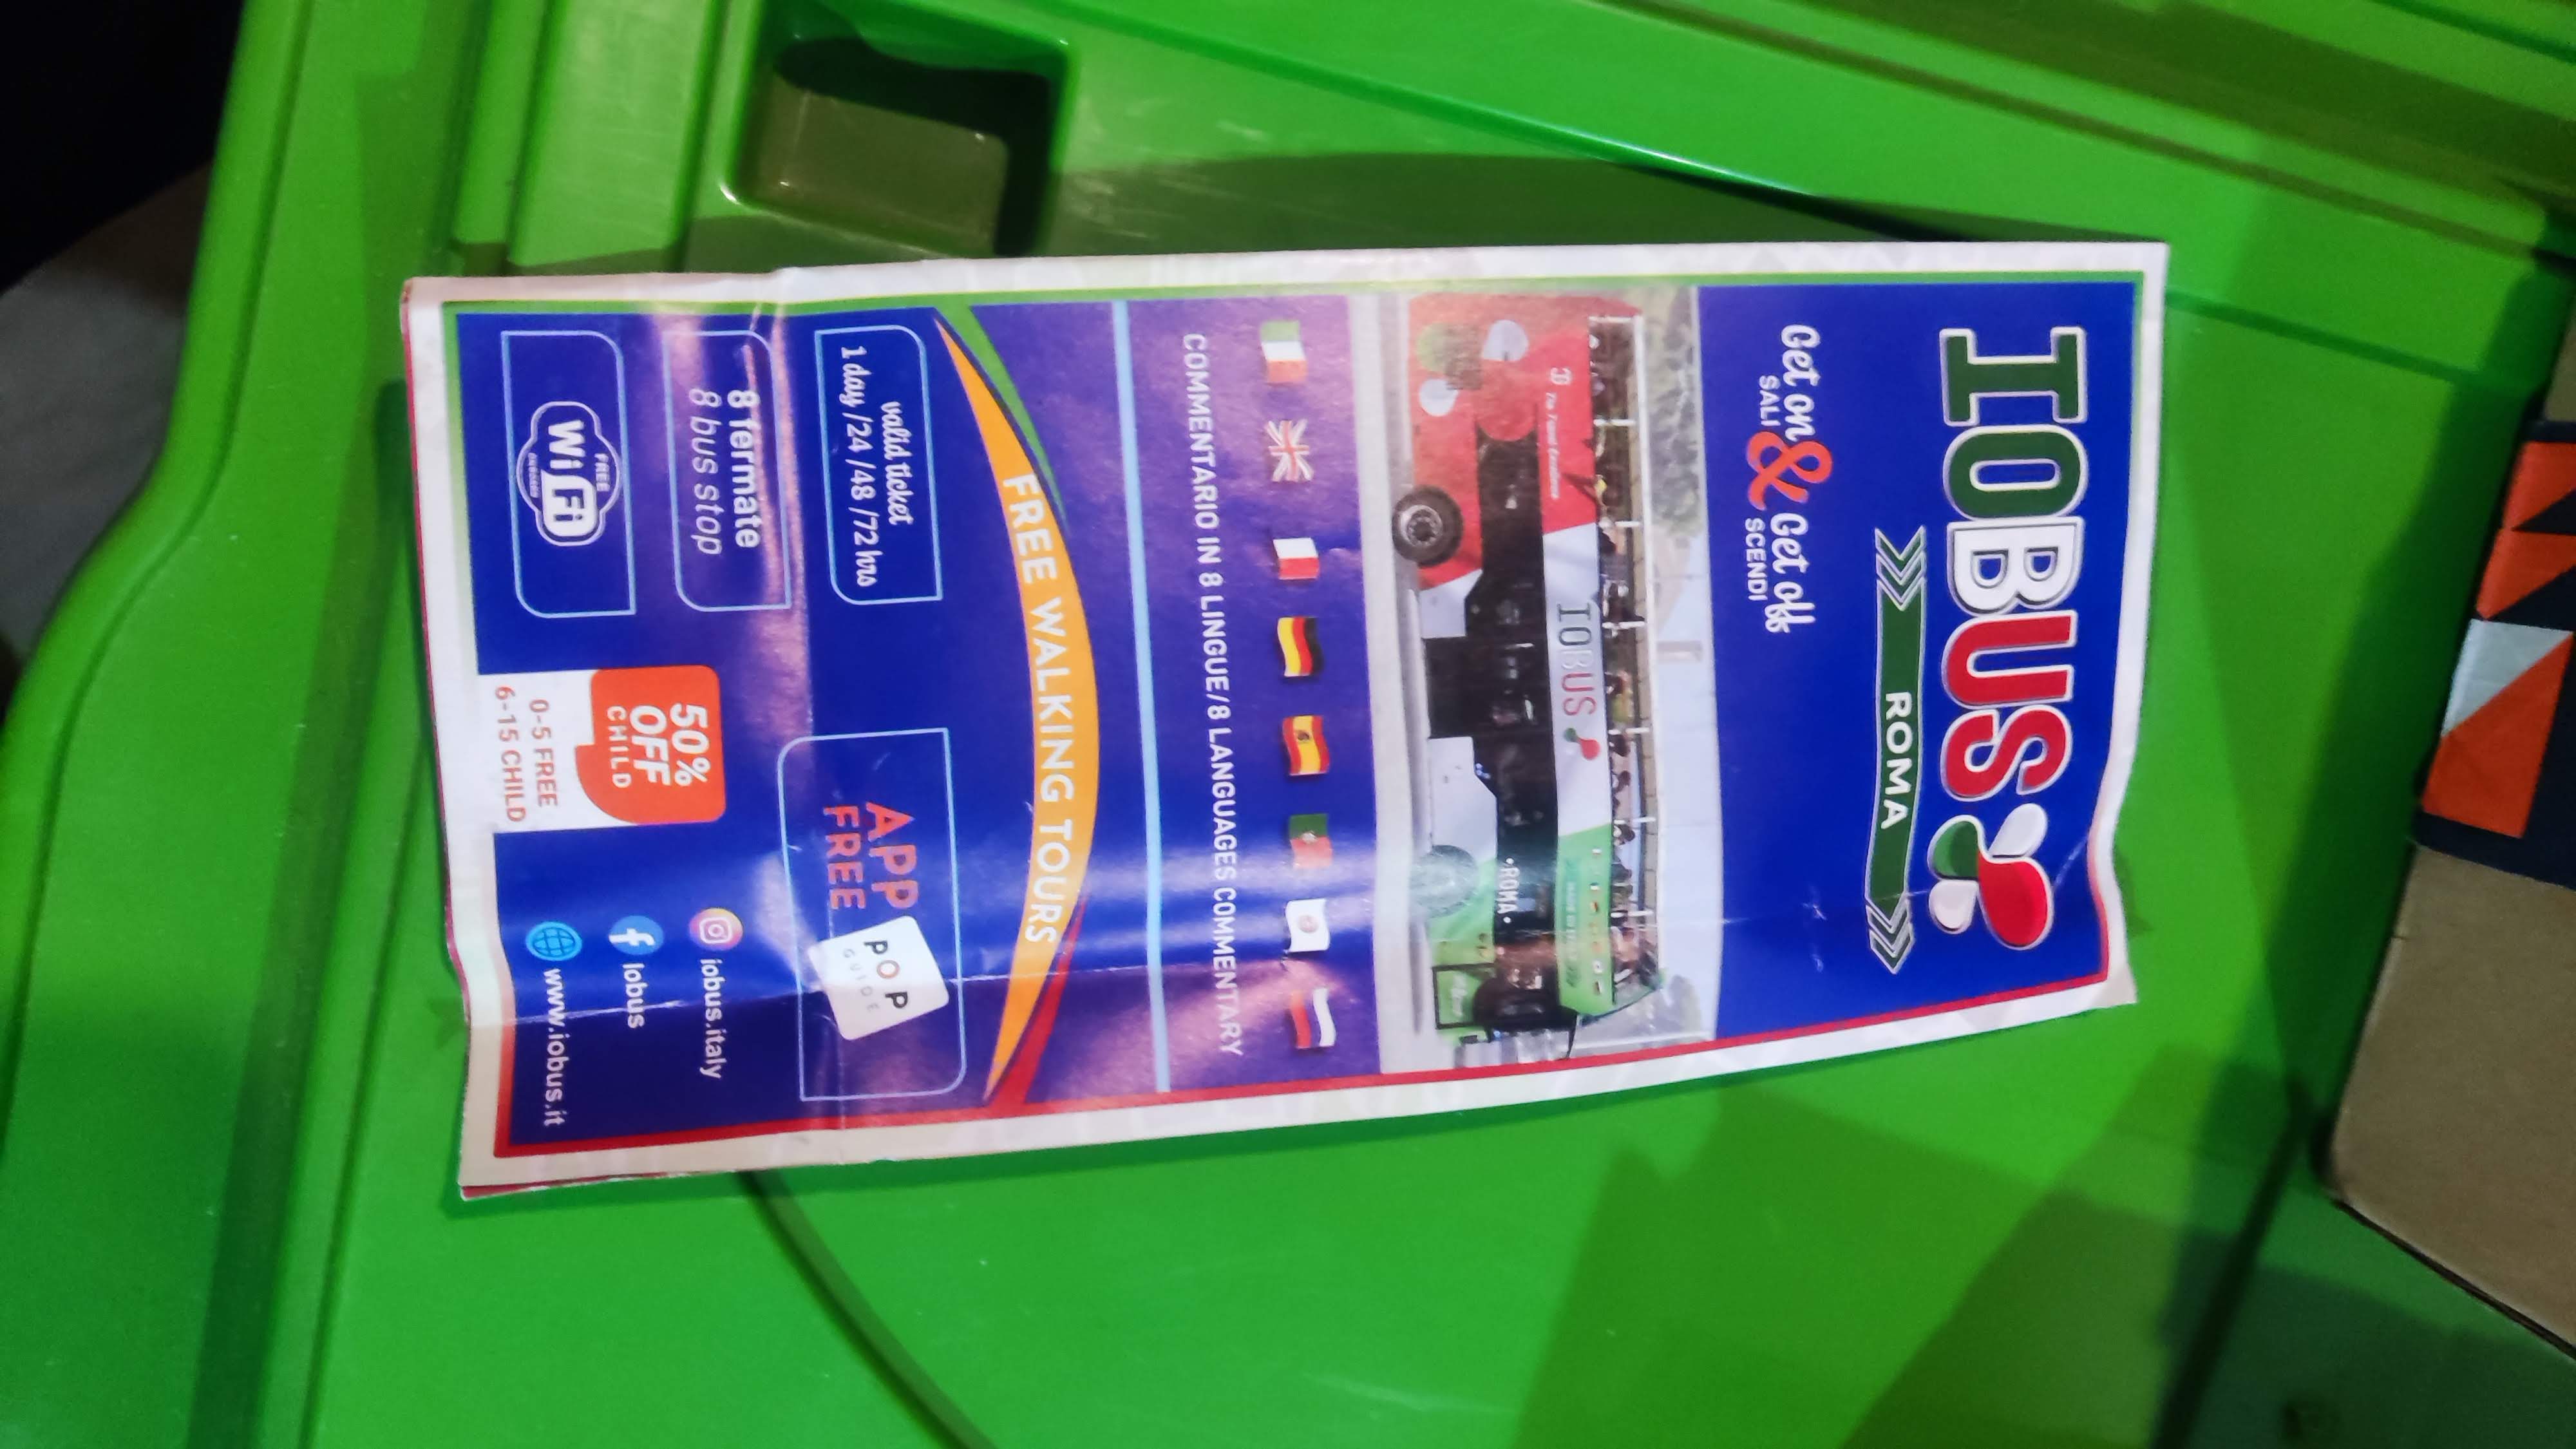 IOBUS
ROMA
Get on & Get off
SALI SCENDI
IOBUS
·ROMA·
COMMENTARIO IN 8 LINGUE/8 LANGUAGES COMMENTARY
FREE WALKING TOURS
valid ticket
1 day /24 /48 /72 hrs
APP
FREE
POP
GUIDE
8 fermate
8 bus stop
50%
OFF
CHILD
0-5 FREE
6-15 CHILD
FREE
WiFi
iobus.italy
Iobus
www.iobus.it